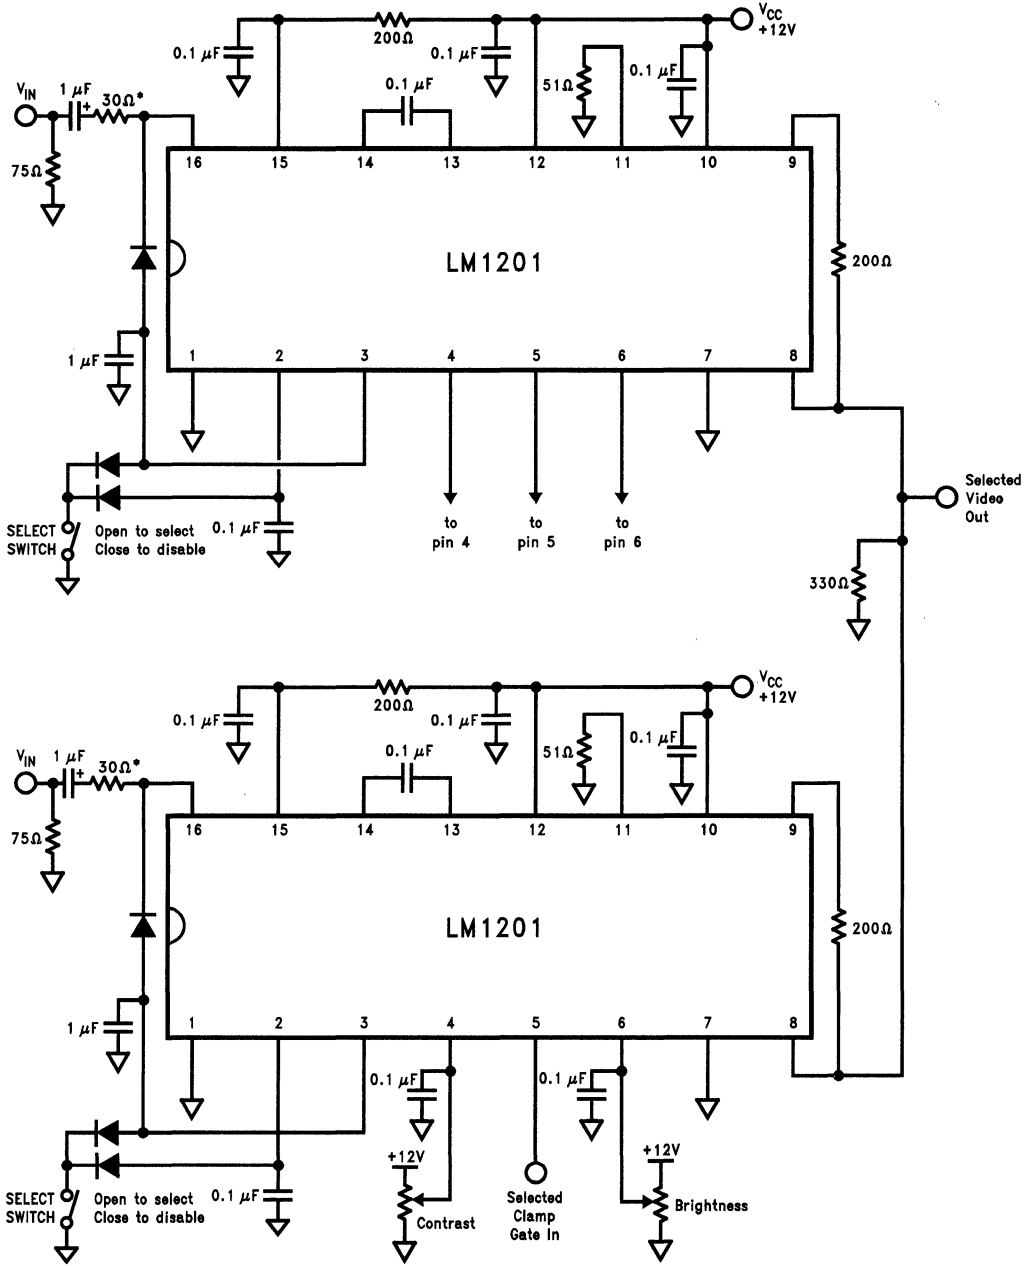 VCC
+12V
200Ω
0.1 μF
0.1 μF
0.1 μF
51Ω
0.1 μF
VIN
1 μF
+
30Ω*
75Ω
16 15 14 13 12 11 10 9
LM1201
200Ω
1 μF
1 2 3 4 5 6 7 8
SELECT
SWITCH
Open to select
Close to disable
0.1 μF
to
pin 4
to
pin 5
to
pin 6
Selected
Video
Out
330Ω
VCC
+12V
200Ω
0.1 μF
0.1 μF
0.1 μF
51Ω
0.1 μF
VIN
1 μF
+
30Ω*
75Ω
16 15 14 13 12 11 10 9
LM1201
200Ω
1 μF
1 2 3 4 5 6 7 8
0.1 μF
0.1 μF
SELECT
SWITCH
Open to select
Close to disable
0.1 μF
+12V
Contrast
Selected
Clamp
Gate In
+12V
Brightness